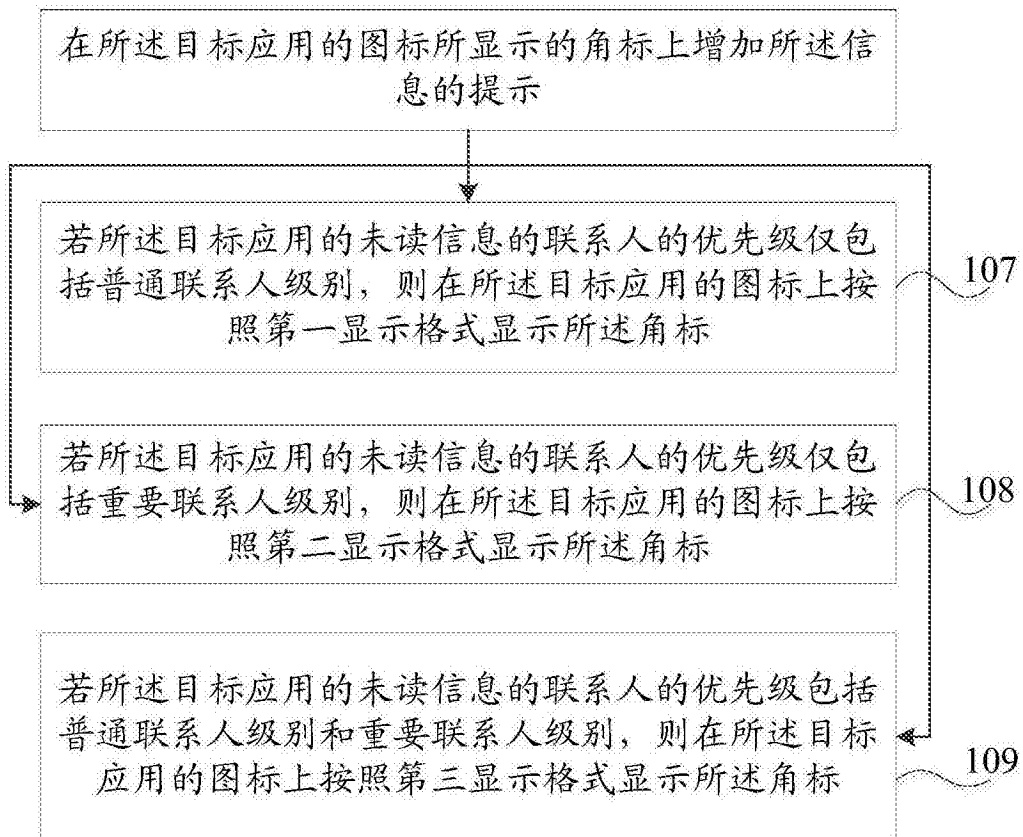 在所述目标应用的图标所显示的角标上增加所述信
息的提示
若所述目标应用的未读信息的联系人的优先级仅包
括普通联系人级别，则在所述目标应用的图标上按
照第一显示格式显示所述角标
107
若所述目标应用的未读信息的联系人的优先级仅包
括重要联系人级别，则在所述目标应用的图标上按
照第二显示格式显示所述角标
108
若所述目标应用的未读信息的联系人的优先级包括
普通联系人级别和重要联系人级别，则在所述目标
应用的图标上按照第三显示格式显示所述角标
109